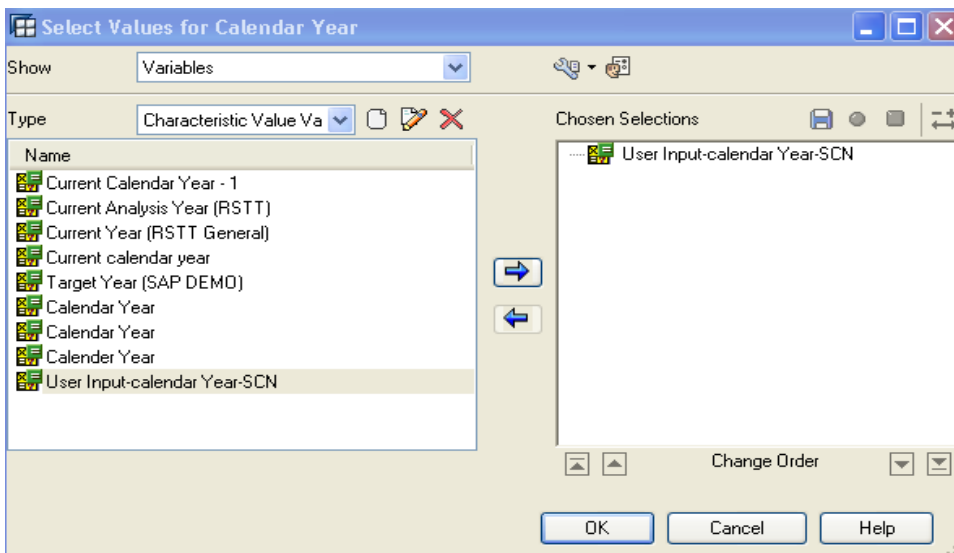 Select Values for Calendar Year
Show
Variables
Type
Characteristic Value Va
Chosen Selections
Name
Current Calendar Year - 1
Current Analysis Year (RSTT)
Current Year (RSTT General)
Current calendar year
Target Year (SAP DEMO)
Calendar Year
Calendar Year
Calender Year
User Input-calendar Year-SCN
User Input-calendar Year-SCN
Change Order
OK
Cancel
Help